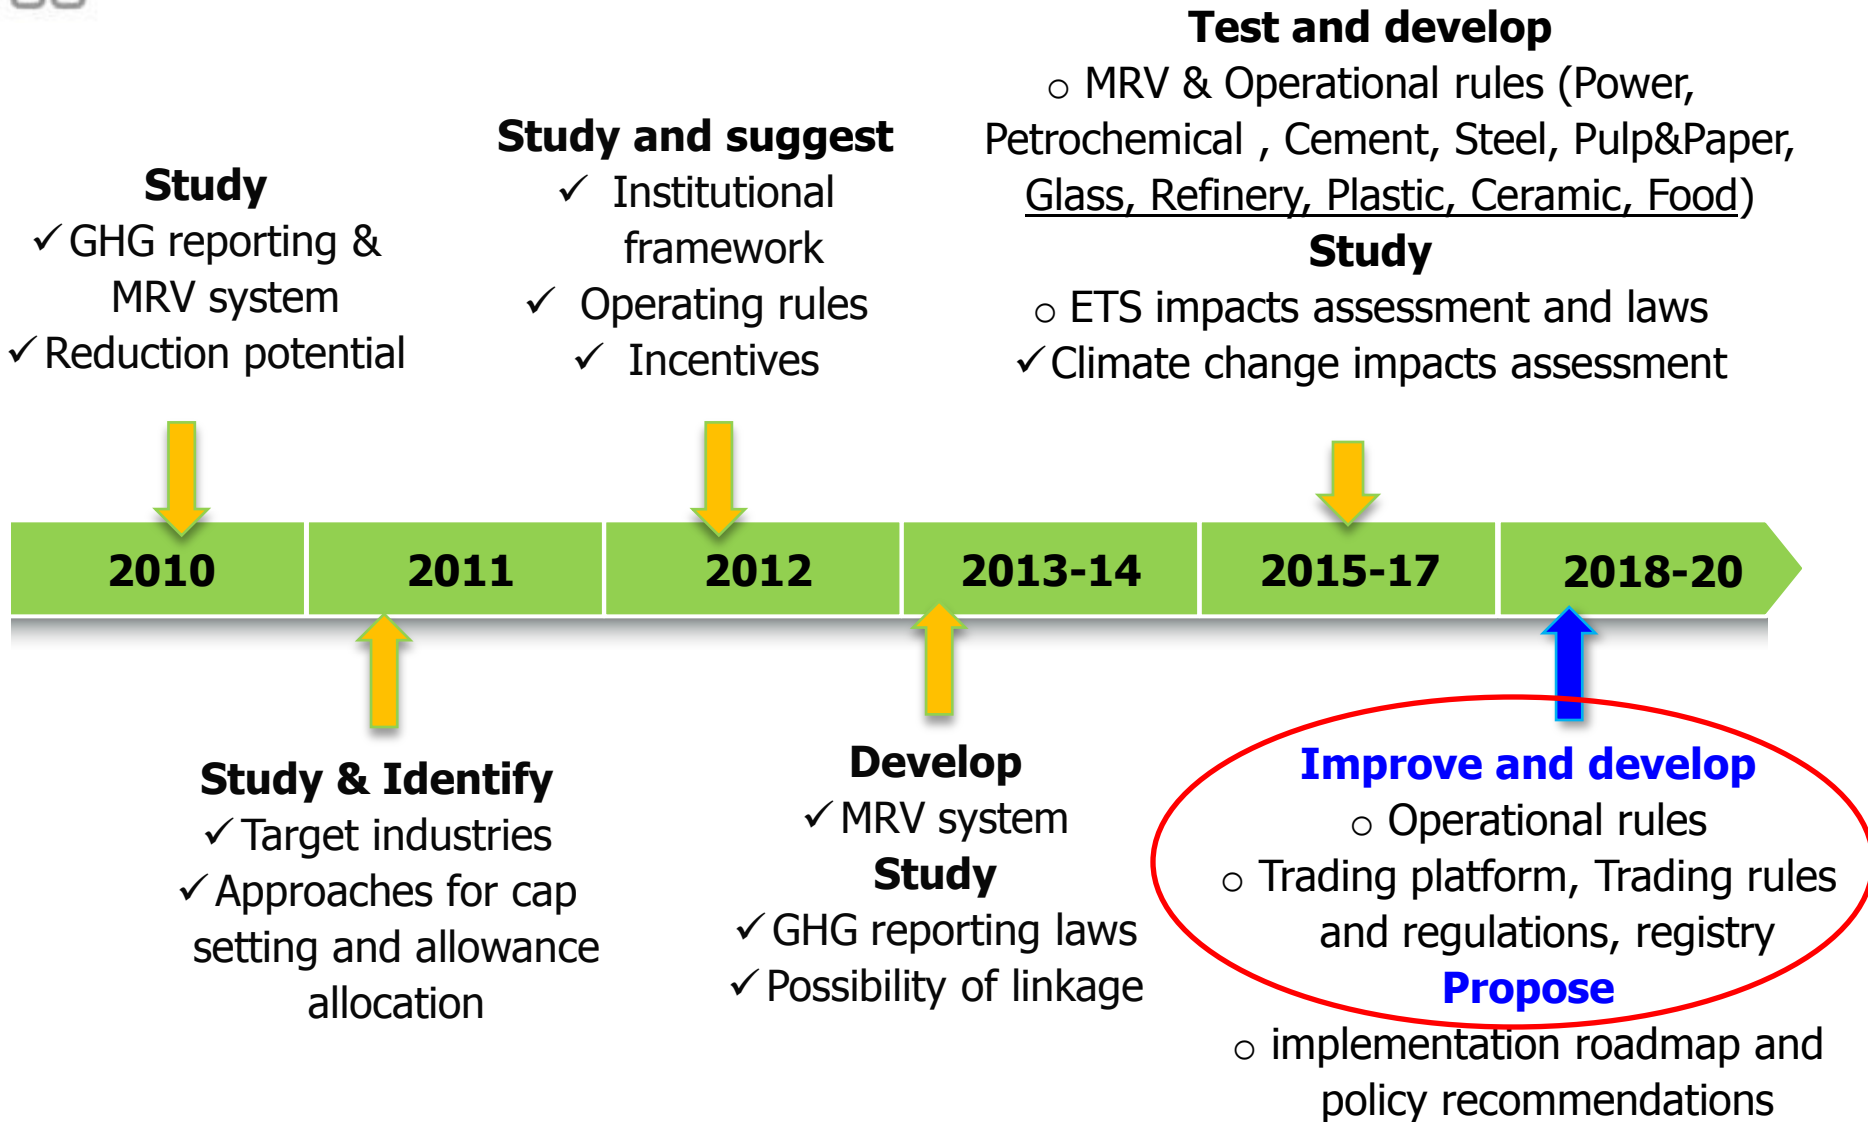 Study
✓ GHG reporting &
MRV system
✓ Reduction potential
Study and suggest
✓ Institutional
framework
✓ Operating rules
✓ Incentives
Test and develop
○ MRV & Operational rules (Power,
Petrochemical , Cement, Steel, Pulp&Paper,
Glass, Refinery, Plastic, Ceramic, Food)
Study
○ ETS impacts assessment and laws
✓ Climate change impacts assessment
2010
2011
2012
2013-14
2015-17
2018-20
Study & Identify
✓ Target industries
✓ Approaches for cap
setting and allowance
allocation
Develop
✓ MRV system
Study
✓ GHG reporting laws
✓ Possibility of linkage
Improve and develop
○ Operational rules
○ Trading platform, Trading rules
and regulations, registry
Propose
○ implementation roadmap and
policy recommendations